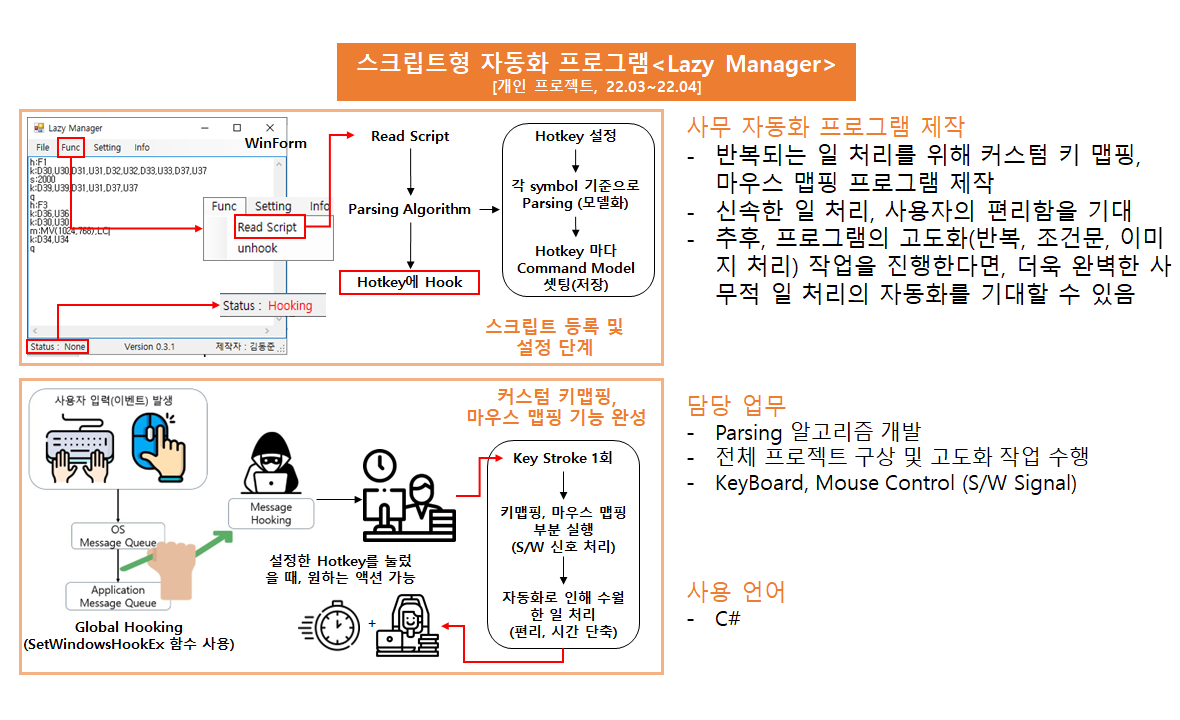 스크립트형 자동화 프로그램<Lazy Manager>
[개인 프로젝트, 22.03~22.04]
Lazy Manager
File Func Setting Info
WinForm
h:F1
k:D30,U30,D31,U31,D32,U32,D33,U33,D37,U37
s:2000
k:D39,U39,D31,U31,D37,U37
q
h:F3
k:D36,U36
k:D30,U30
m:MV(1024,768),LC
k:D34,U34
q
Func Setting Info
Read Script
unhook
Status : Hooking
Status : None Version 0.3.1 제작자 : 김동준
Read Script
Parsing Algorithm
Hotkey에 Hook
Hotkey 설정
각 symbol 기준으로
Parsing (모델화)
Hotkey 마다
Command Model
셋팅(저장)
스크립트 등록 및
설정 단계
사무 자동화 프로그램 제작
- 반복되는 일 처리를 위해 커스텀 키 맵핑,
마우스 맵핑 프로그램 제작
- 신속한 일 처리, 사용자의 편리함을 기대
- 추후, 프로그램의 고도화(반복, 조건문, 이미
지 처리) 작업을 진행한다면, 더욱 완벽한 사
무적 일 처리의 자동화를 기대할 수 있음
사용자 입력(이벤트) 발생
OS
Message Queue
Application
Message Queue
Global Hooking
(SetWindowsHookEx 함수 사용)
Message
Hooking
설정한 Hotkey를 눌렀
을 때, 원하는 액션 가능
+
커스텀 키맵핑,
마우스 맵핑 기능 완성
Key Stroke 1회
키맵핑, 마우스 맵핑
부분 실행
(S/W 신호 처리)
자동화로 인해 수월
한 일 처리
(편리, 시간 단축)
담당 업무
- Parsing 알고리즘 개발
- 전체 프로젝트 구상 및 고도화 작업 수행
- KeyBoard, Mouse Control (S/W Signal)
사용 언어
- C#